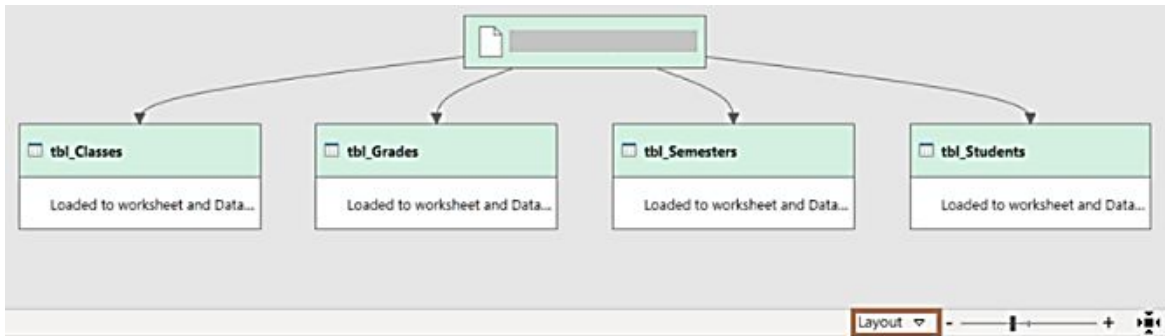 tbl_Classes
tbl_Grades
tbl_Semesters
tbl_Students
Loaded to worksheet and Data...
Loaded to worksheet and Data...
Loaded to worksheet and Data...
Loaded to worksheet and Data...
Layout - +